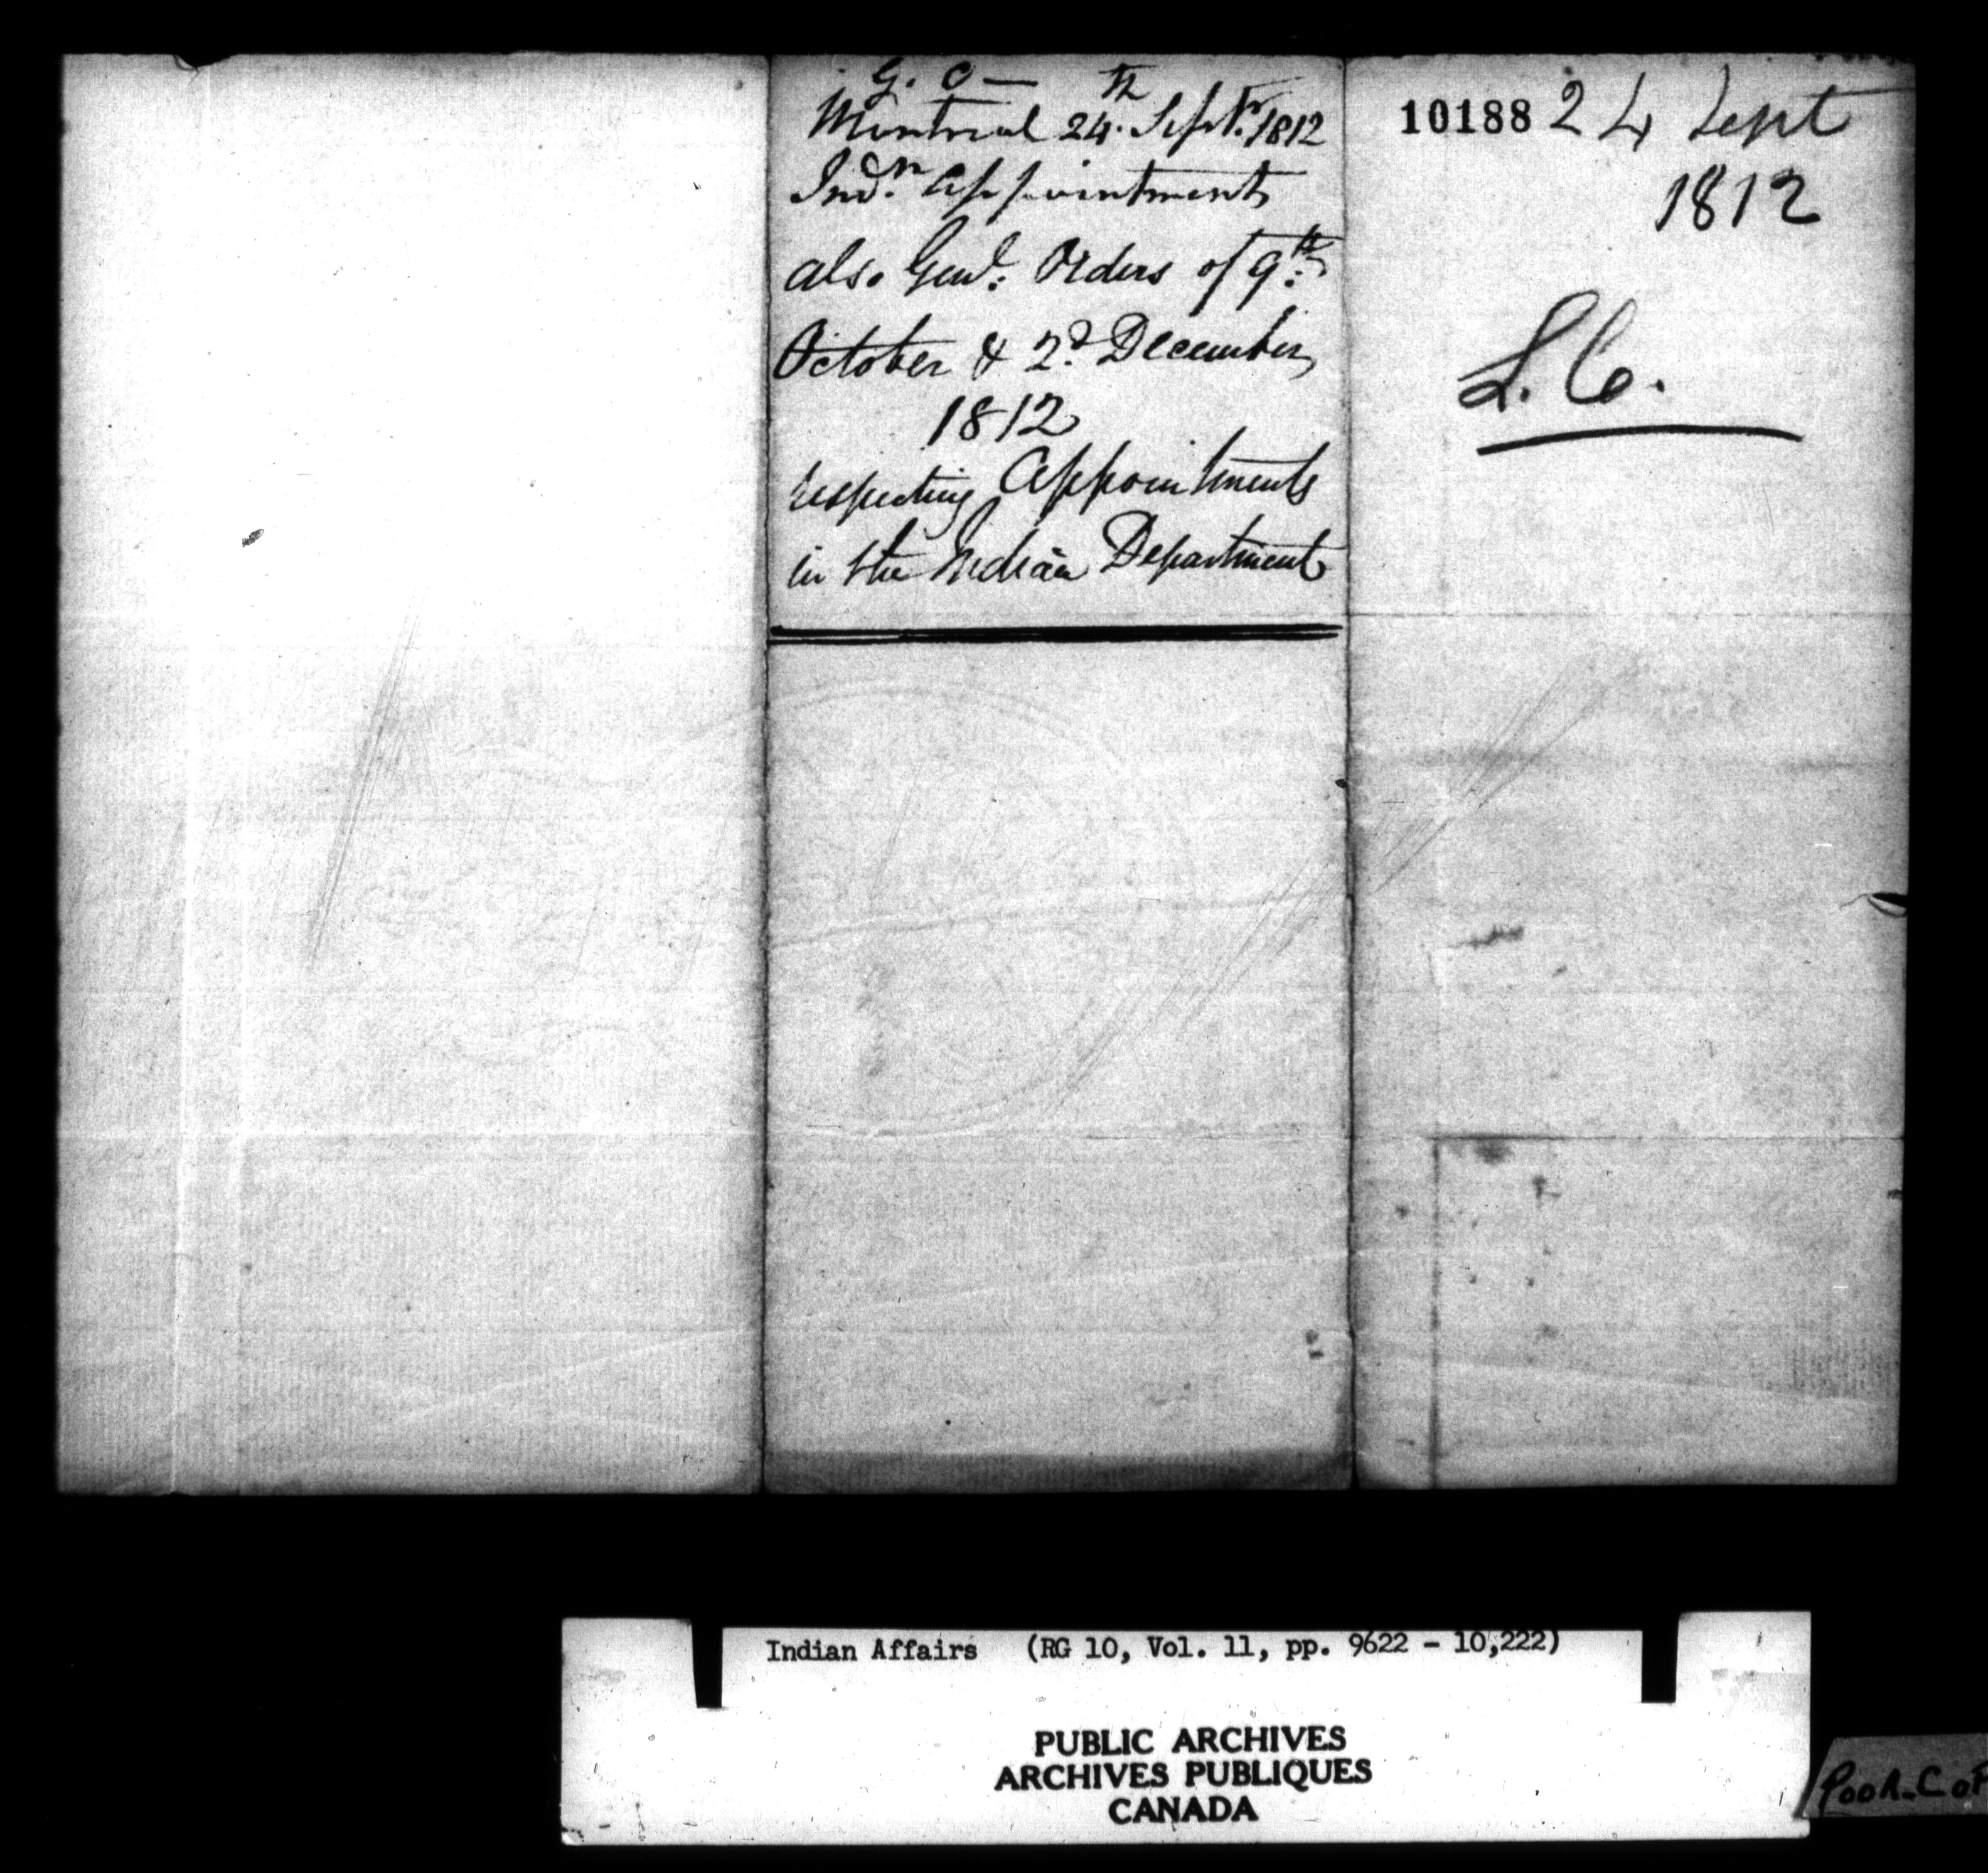 G. O —
Montreal 24th Septr. 1812
Indn. Appointments
also Genl: Orders of 9th:
October & 2d. December
1812
respecting Appointments
in the Indian Department
10188 24 Sept
1812
L. C.
Indian Affairs (RG 10, Vol. 11, pp. 9622 - 10,222)
PUBLIC ARCHIVES
ARCHIVES PUBLIQUES
CANADA
POOR COP